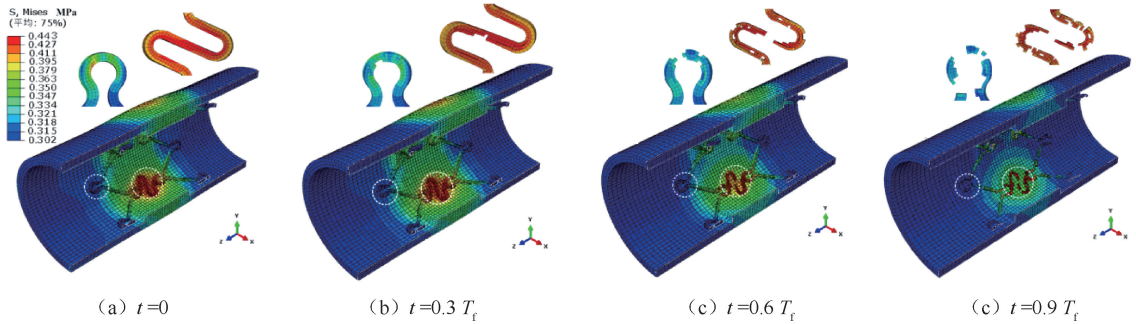 S, Mises MPa
(平均: 75%)
0.443
0.427
0.411
0.395
0.379
0.363
0.350
0.347
0.334
0.321
0.318
0.315
0.302
Y
Z X
Y
Z X
Y
Z X
Y
Z X
（a）t=0
（b）t=0.3 Tf
（c）t=0.6 Tf
（c）t=0.9 Tf